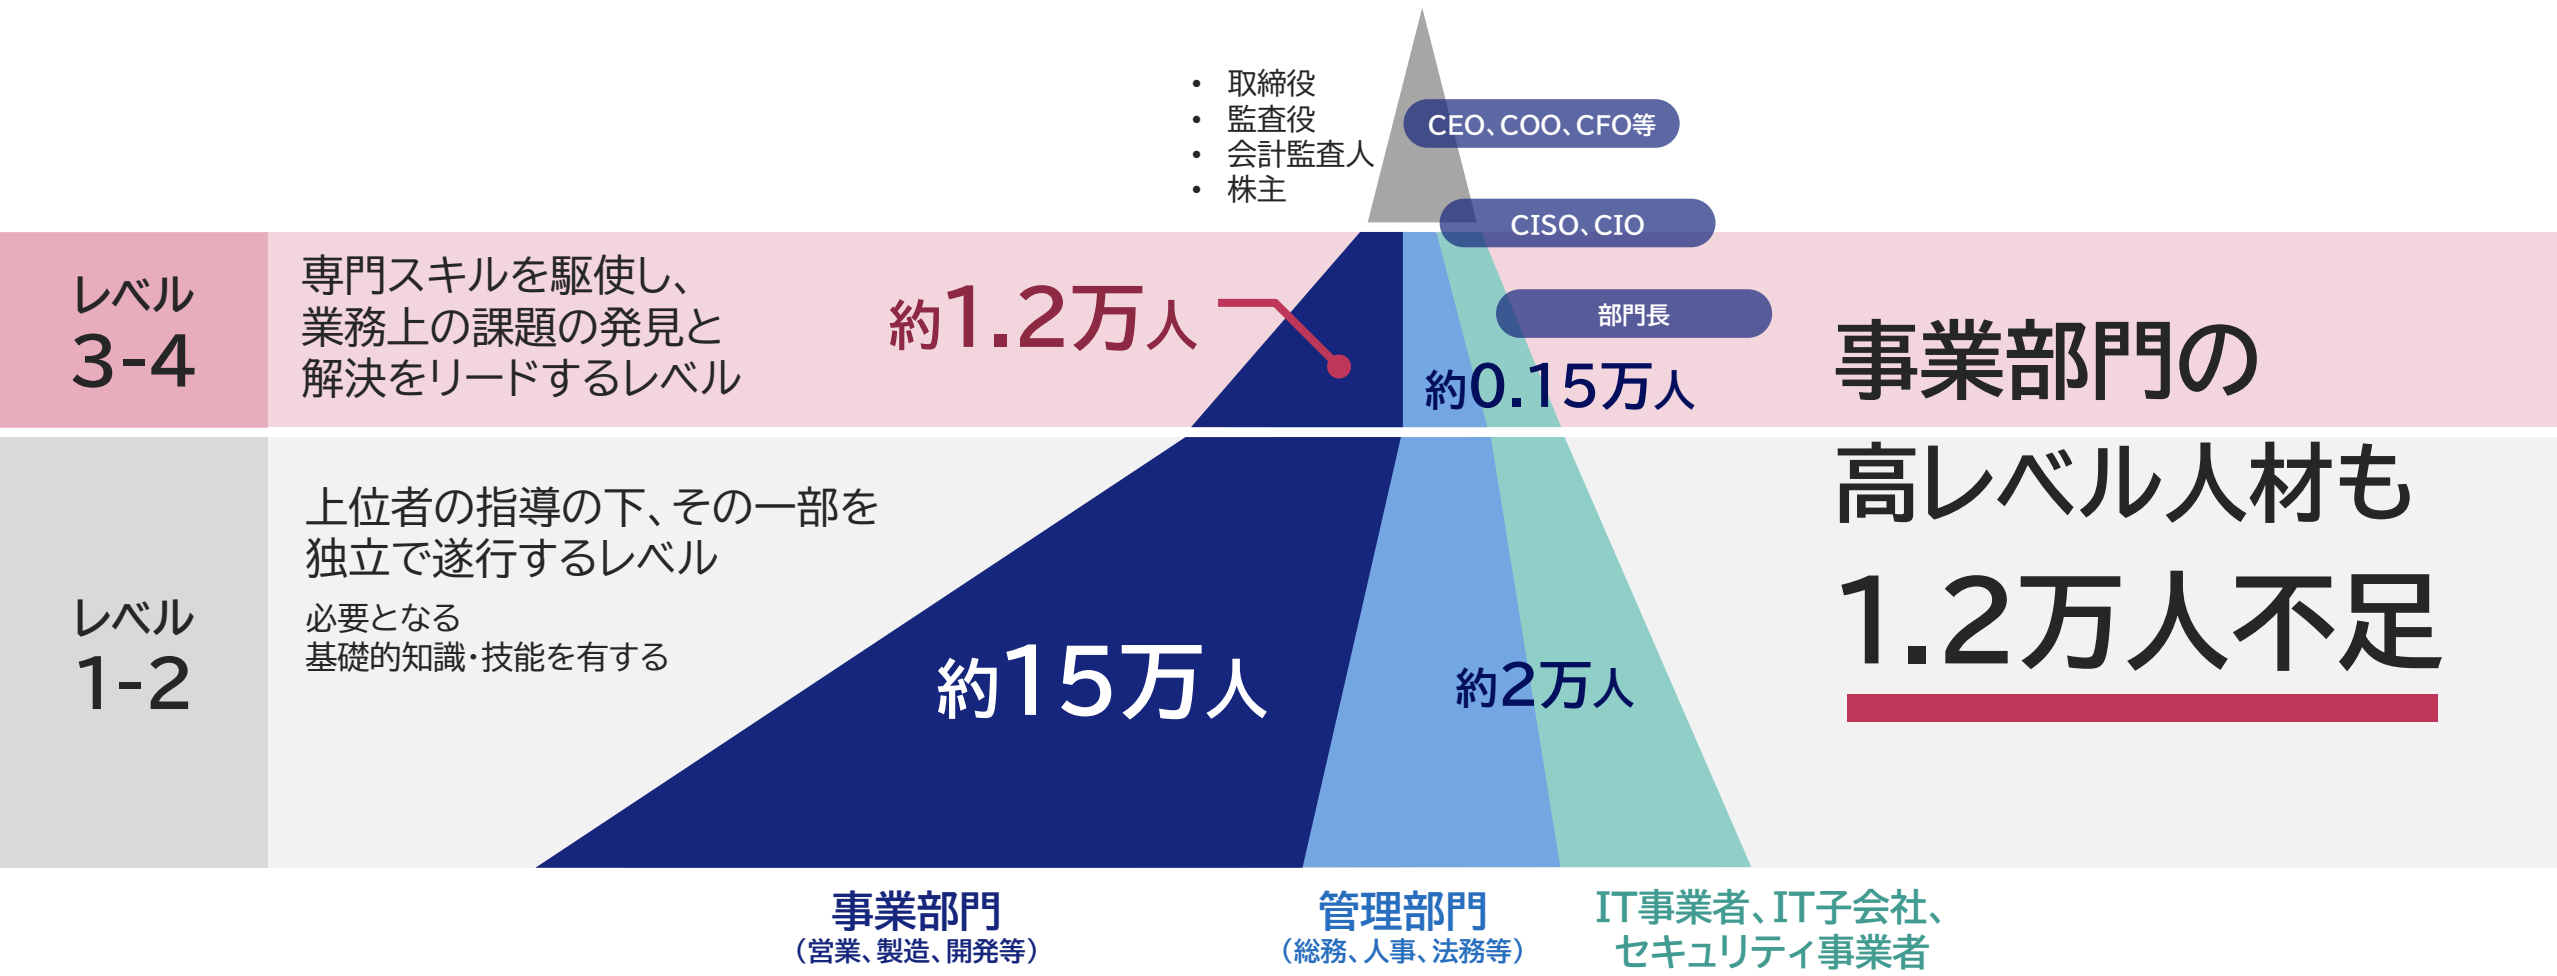 • 取締役
• 監査役
• 会計監査人
• 株主
CEO、COO、CFO等
CISO、CIO
部門長
レベル
3-4
専門スキルを駆使し、
業務上の課題の発見と
解決をリードするレベル
約1.2万人
約0.15万人
レベル
1-2
上位者の指導の下、その一部を
独立で遂行するレベル
必要となる
基礎的知識・技能を有する
約15万人
約2万人
事業部門の
高レベル人材も
1.2万人不足
事業部門
（営業、製造、開発等）
管理部門
（総務、人事、法務等）
IT事業者、IT子会社、
セキュリティ事業者